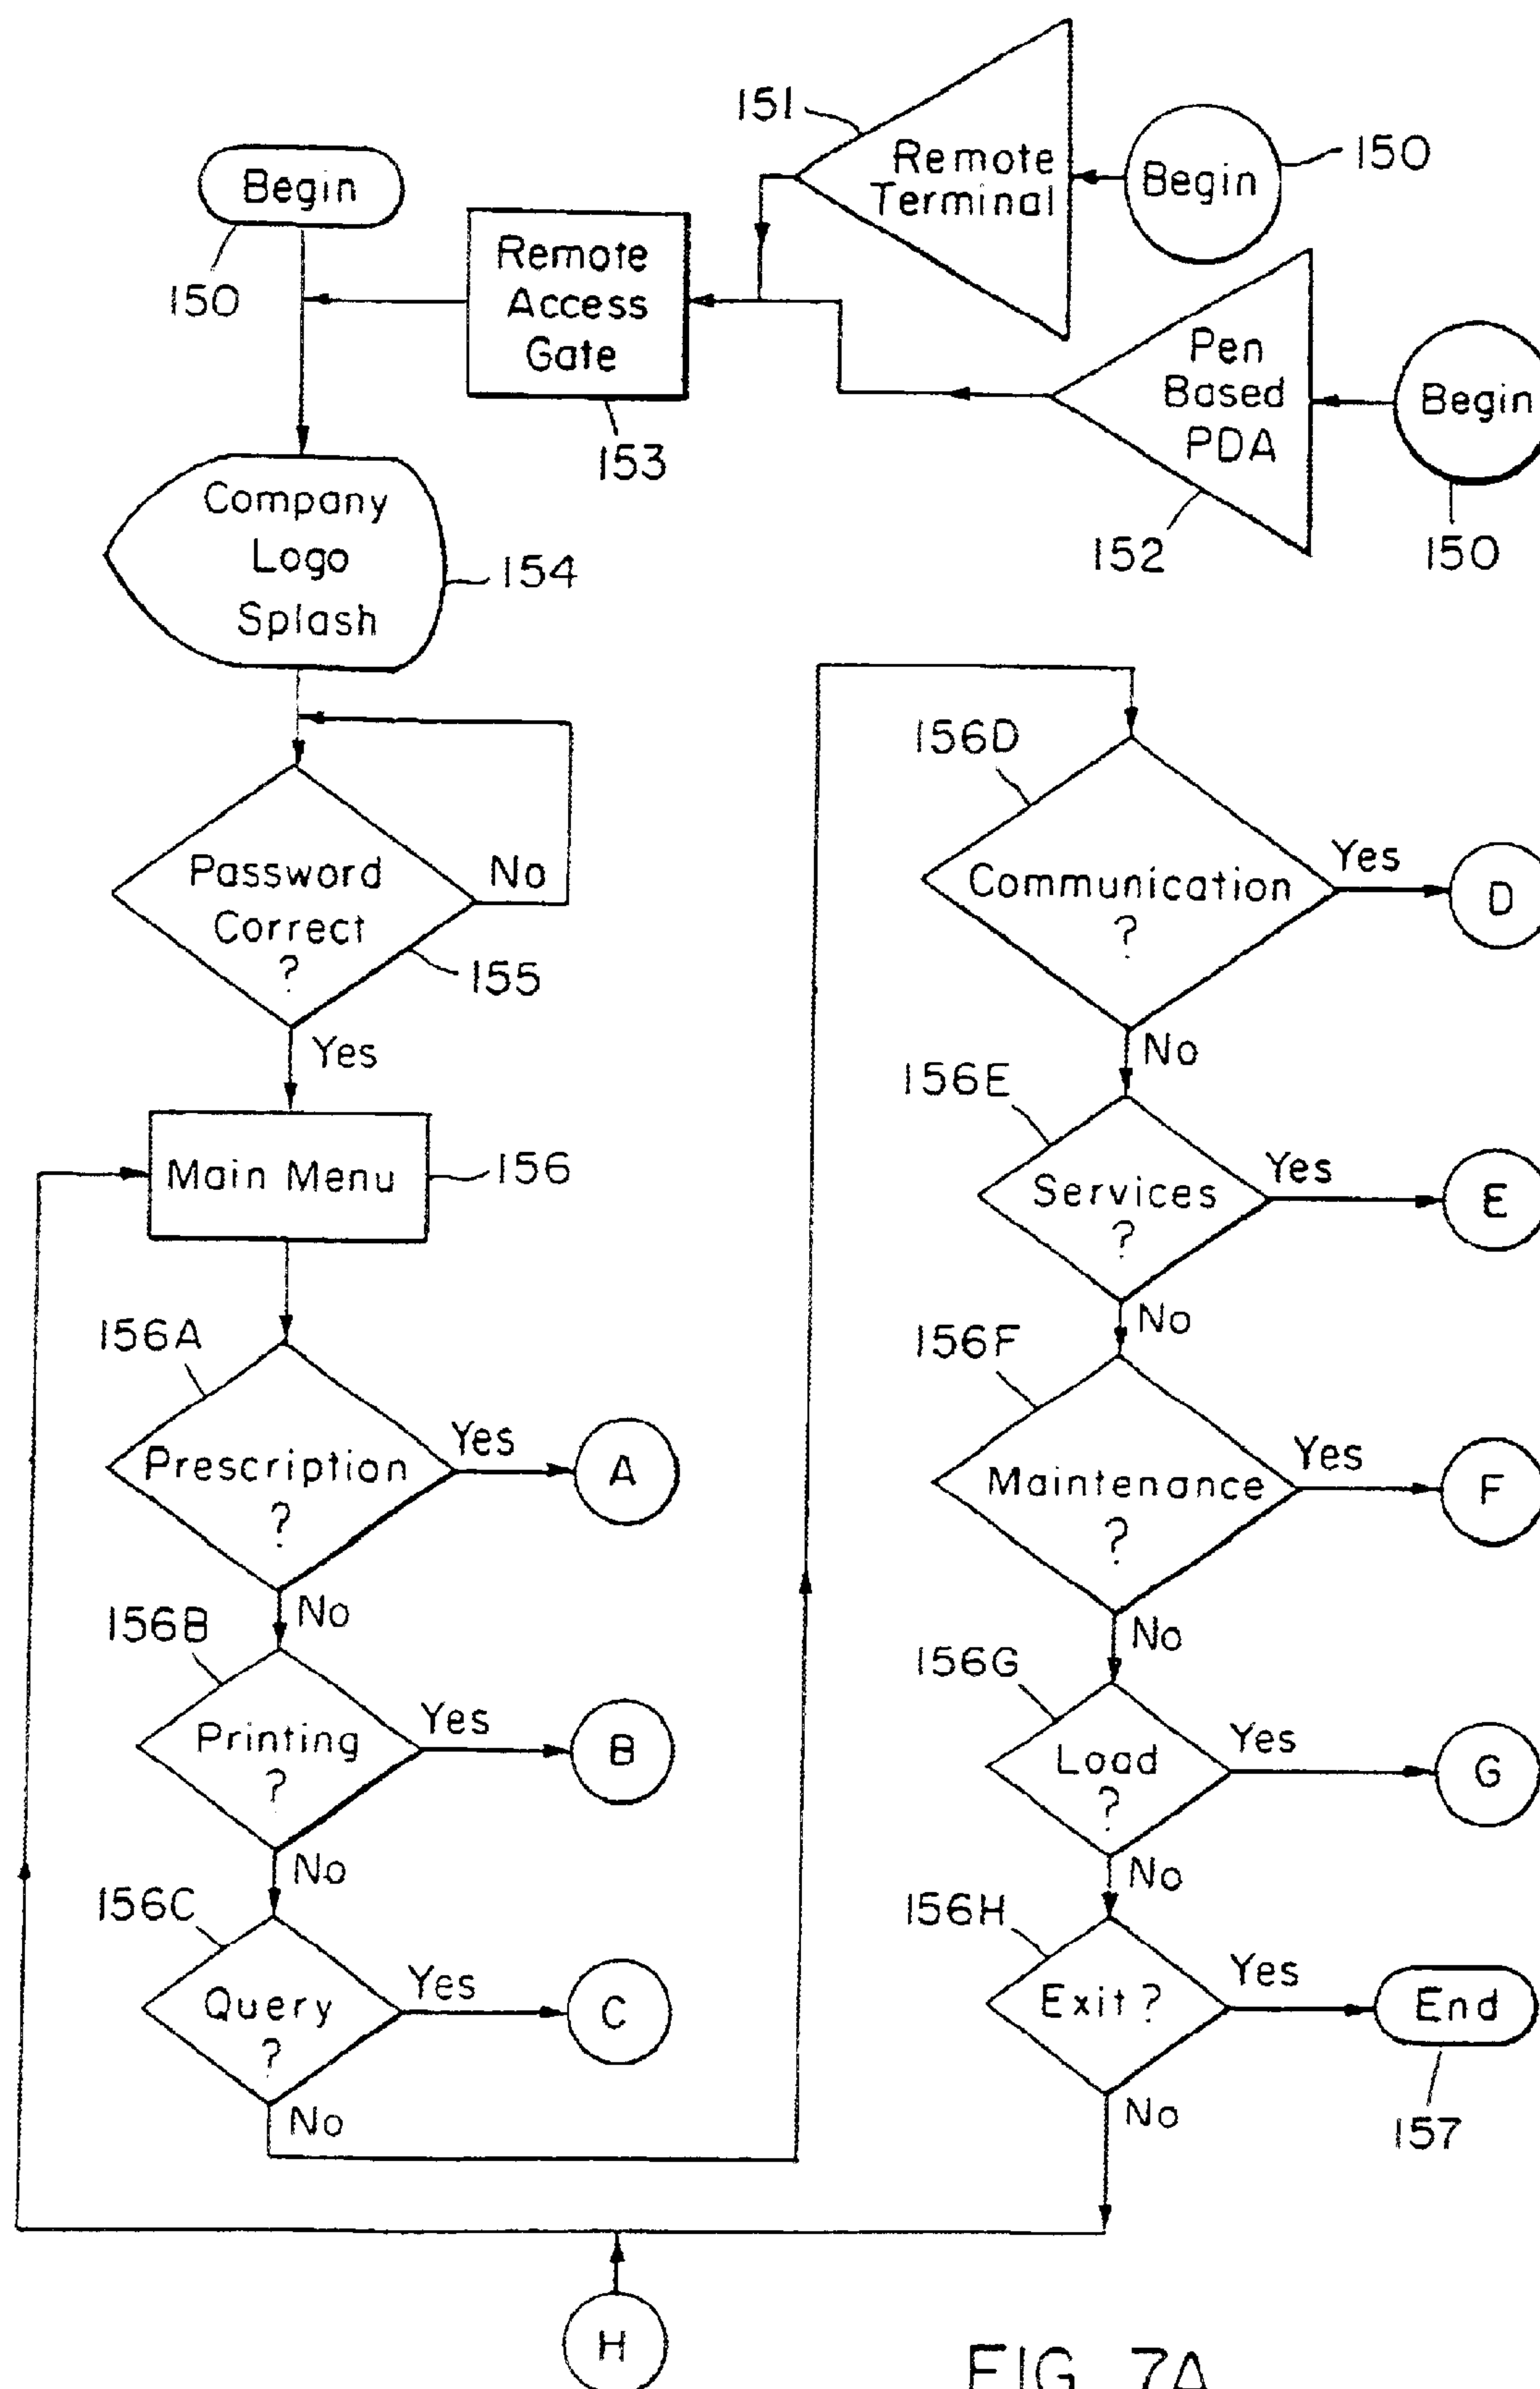 151
Remote
Terminal
Begin
150
Begin
150
Remote
Access
Gate
153
Pen
Based
PDA
152
Begin
150
Company
Logo
Splash
154
Password
Correct
?
No
155
Yes
Main Menu
156
156A
Prescription
?
Yes
A
No
156B
Printing
?
Yes
B
No
156C
Query
?
Yes
C
No
156D
Communication
?
Yes
D
No
156E
Services
?
Yes
E
No
156F
Maintenance
?
Yes
F
No
156G
Load
?
Yes
G
No
156H
Exit?
Yes
End
157
No
H
FIG. 7A